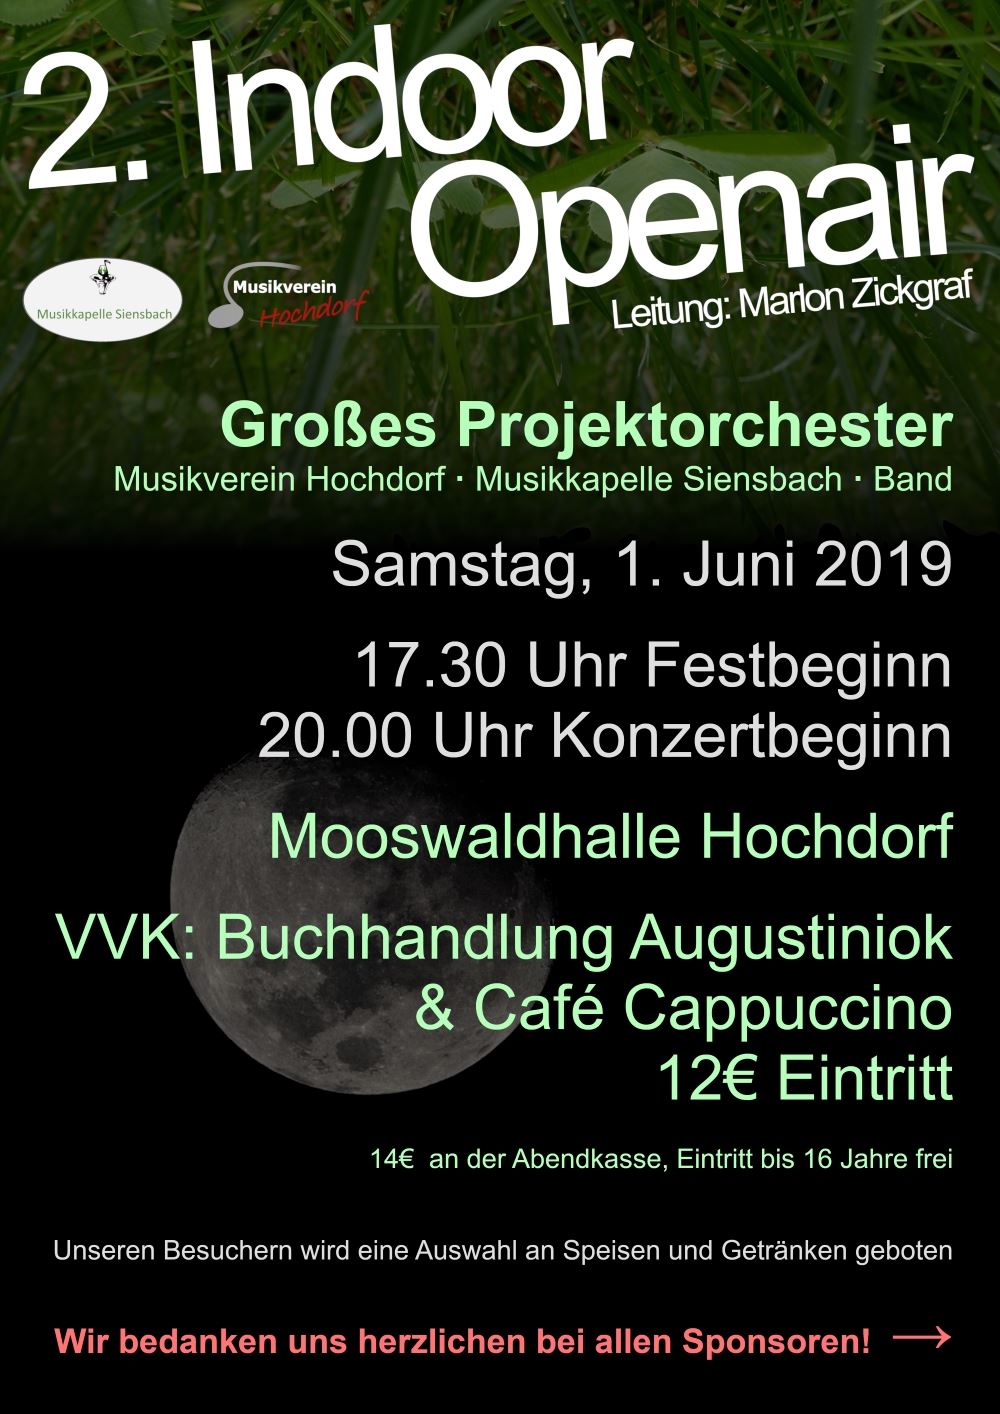 2. Indoor
Openair
Leitung: Marlon Zickgraf
Musikkapelle Siensbach
Musikverein
Hochdorf
Großes Projektorchester
Musikverein Hochdorf · Musikkapelle Siensbach · Band
Samstag, 1. Juni 2019
17.30 Uhr Festbeginn
20.00 Uhr Konzertbeginn
Mooswaldhalle Hochdorf
VVK: Buchhandlung Augustiniok
& Café Cappuccino
12€ Eintritt
14€ an der Abendkasse, Eintritt bis 16 Jahre frei
Unseren Besuchern wird eine Auswahl an Speisen und Getränken geboten
Wir bedanken uns herzlichen bei allen Sponsoren! →